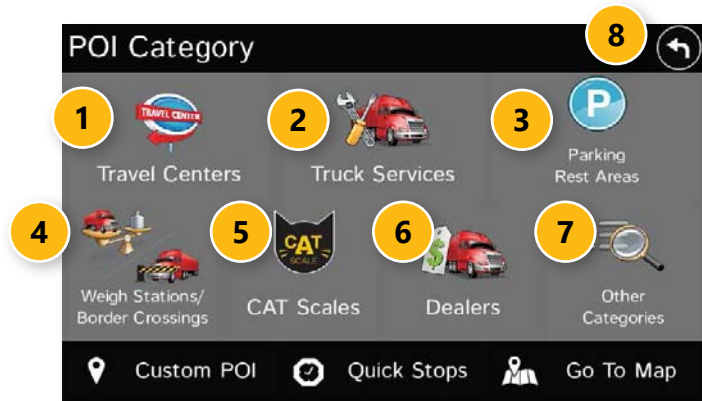 8
POI Category
1
TRAVEL CENTER
Travel Centers
2
Truck Services
3
P
Parking
Rest Areas
4
Weigh Stations/
Border Crossings
5
CAT
SCALE
CAT Scales
6
$
Dealers
7
Other
Categories
Custom POI
Quick Stops
Go To Map